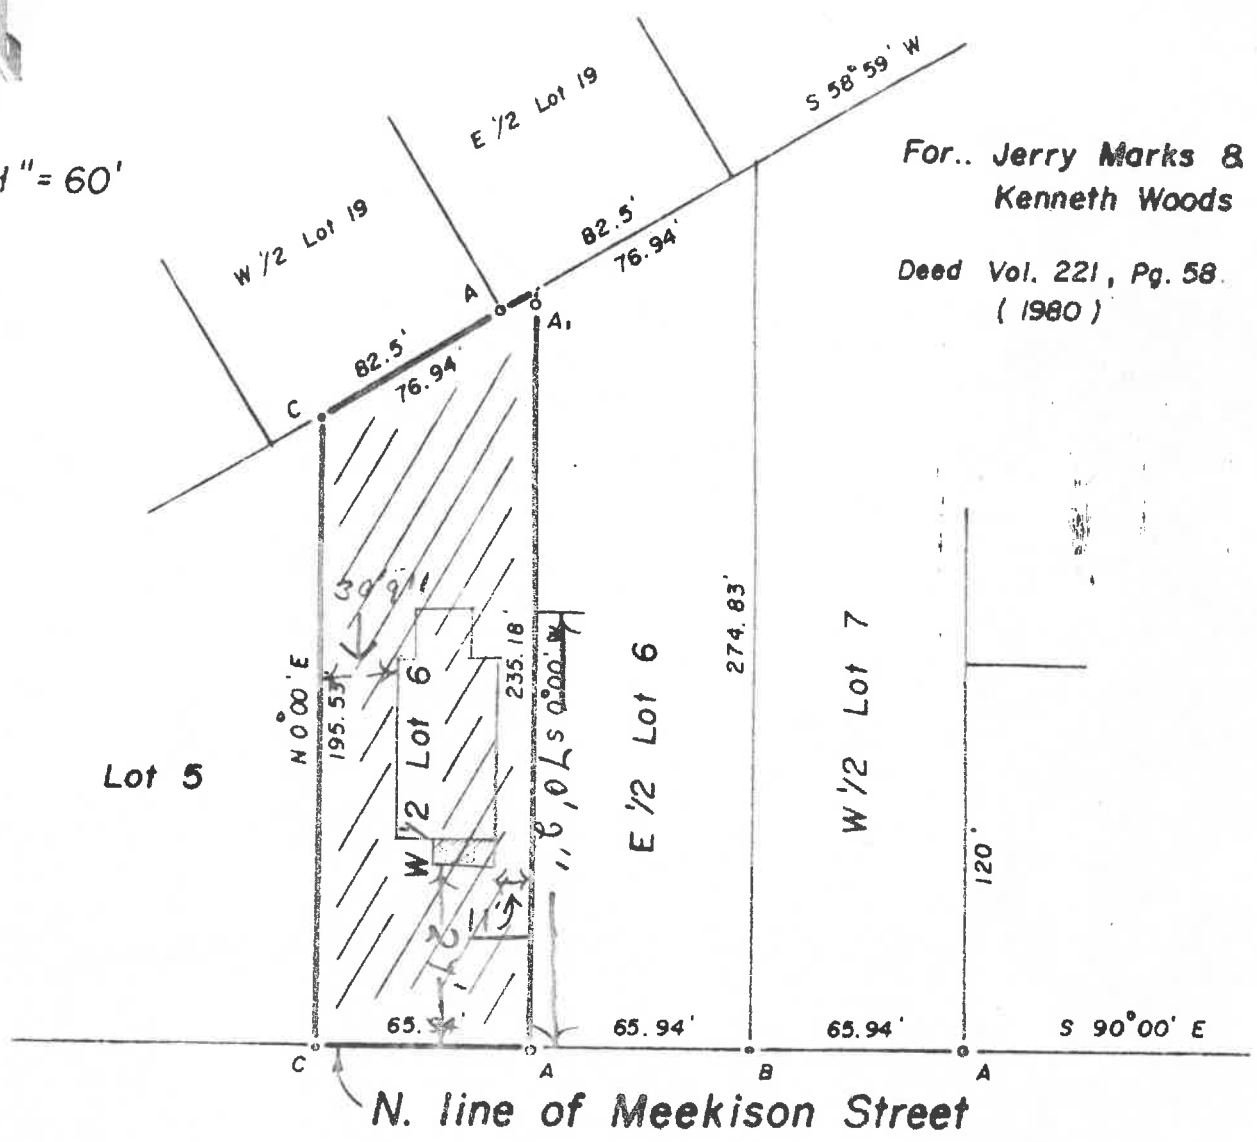 1" = 60'
For.. Jerry Marks &
Kenneth Woods
Deed Vol. 221, Pg. 58.
( 1980 )
S 58°59' W
E 1/2 Lot 19
W 1/2 Lot 19
82.5'
76.94'
82.5'
76.94'
A
A1
C
N 0°00' E
195.53'
235.18'
S 0°00' W
274.83'
120'
Lot 5
W 1/2 Lot 6
E 1/2 Lot 6
W 1/2 Lot 7
11'
65.94'
65.94'
65.94'
S 90°00' E
C
A
B
A
N. line of Meekison Street